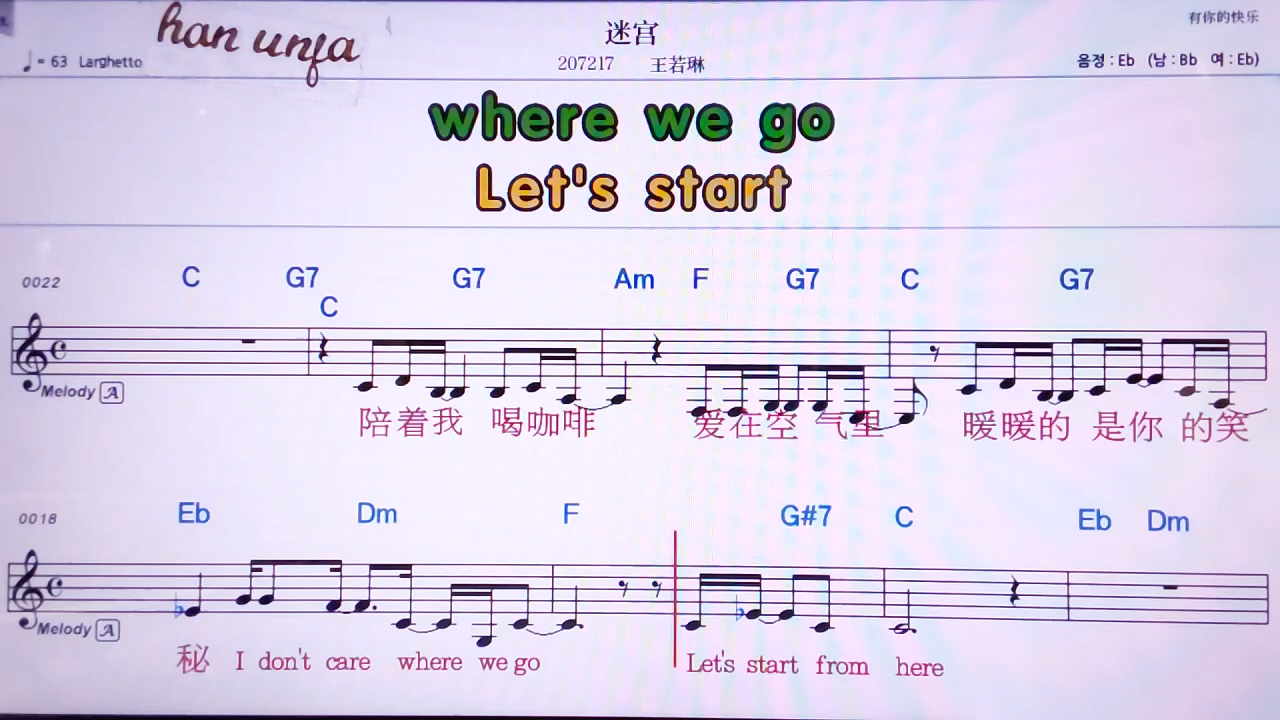 han unfa
迷宫
有你的快乐
♩= 63 Larghetto
207217 王若琳
음정 : Eb (남 : Bb 여 : Eb)
where we go
Let's start
0022 C G7 G7 Am F G7 C G7
C
Melody A
陪着我 喝咖啡 爱在空 气里 暖暖的 是你 的笑
0018 Eb Dm F G#7 C Eb Dm
Melody A
秘 I don't care where we go Let's start from here